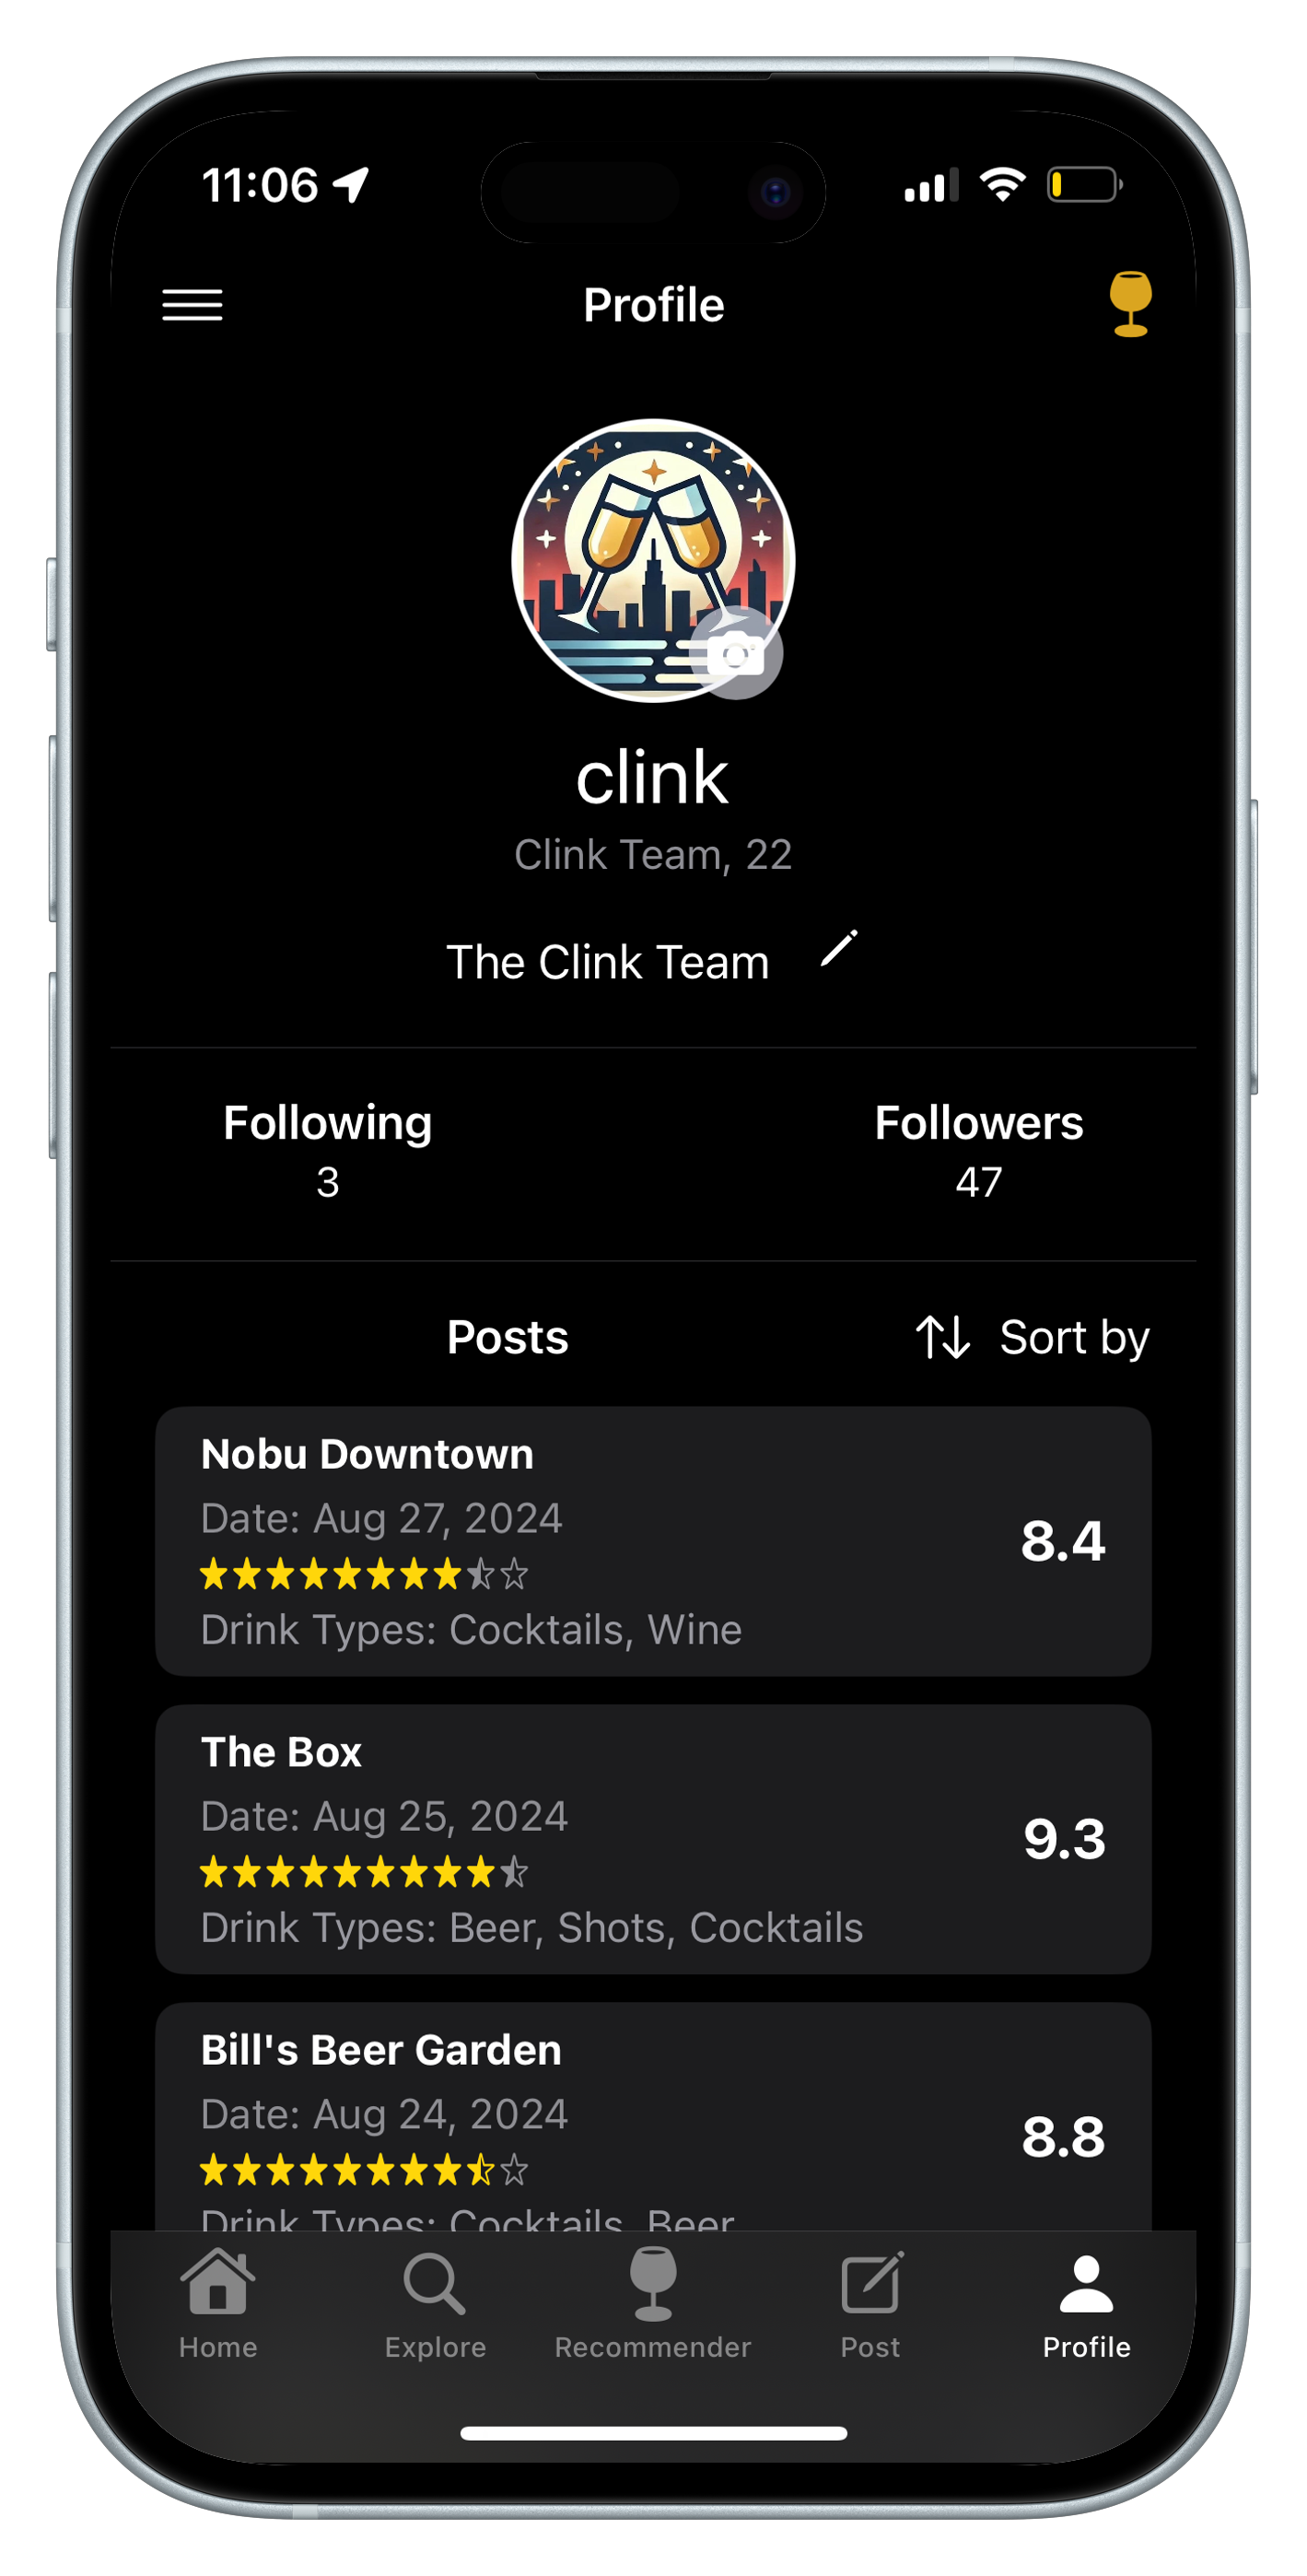 11:06
Profile
clink
Clink Team, 22
The Clink Team
Following
3
Followers
47
Posts
Sort by
Nobu Downtown
Date: Aug 27, 2024
8.4
Drink Types: Cocktails, Wine
The Box
Date: Aug 25, 2024
9.3
Drink Types: Beer, Shots, Cocktails
Bill's Beer Garden
Date: Aug 24, 2024
8.8
Drink Types: Cocktails, Beer
Home
Explore
Recommender
Post
Profile